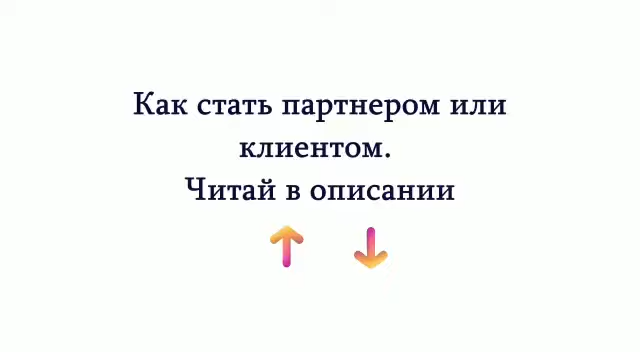 Как стать партнером или
клиентом.
Читай в описании